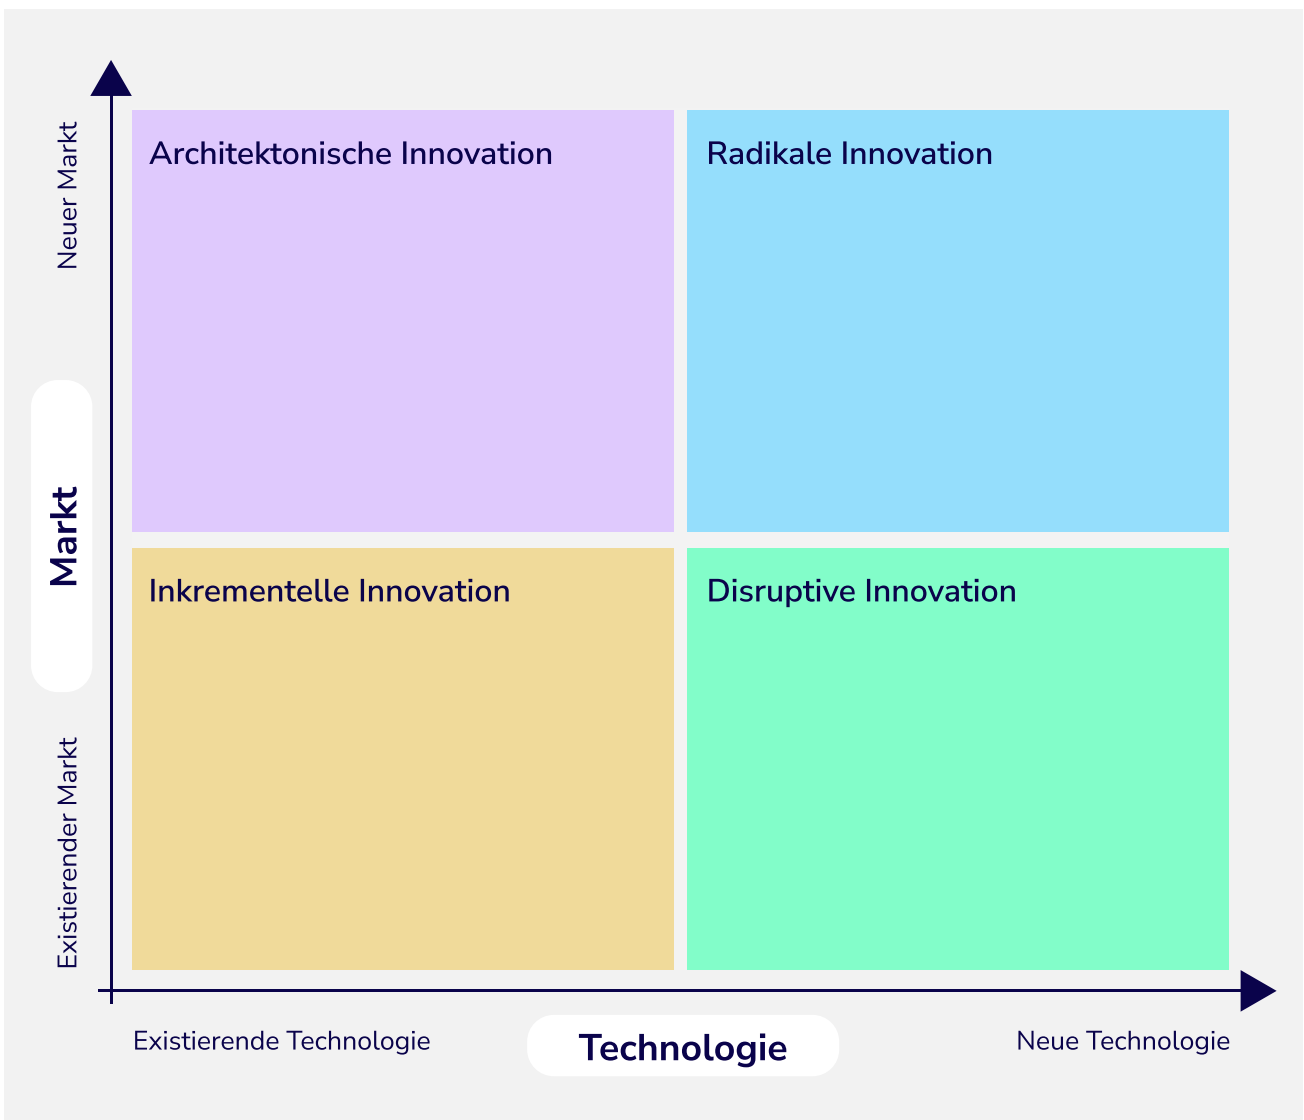 Neuer Markt
Architektonische Innovation
Radikale Innovation
Markt
Inkrementelle Innovation
Disruptive Innovation
Existierender Markt
Existierende Technologie
Technologie
Neue Technologie